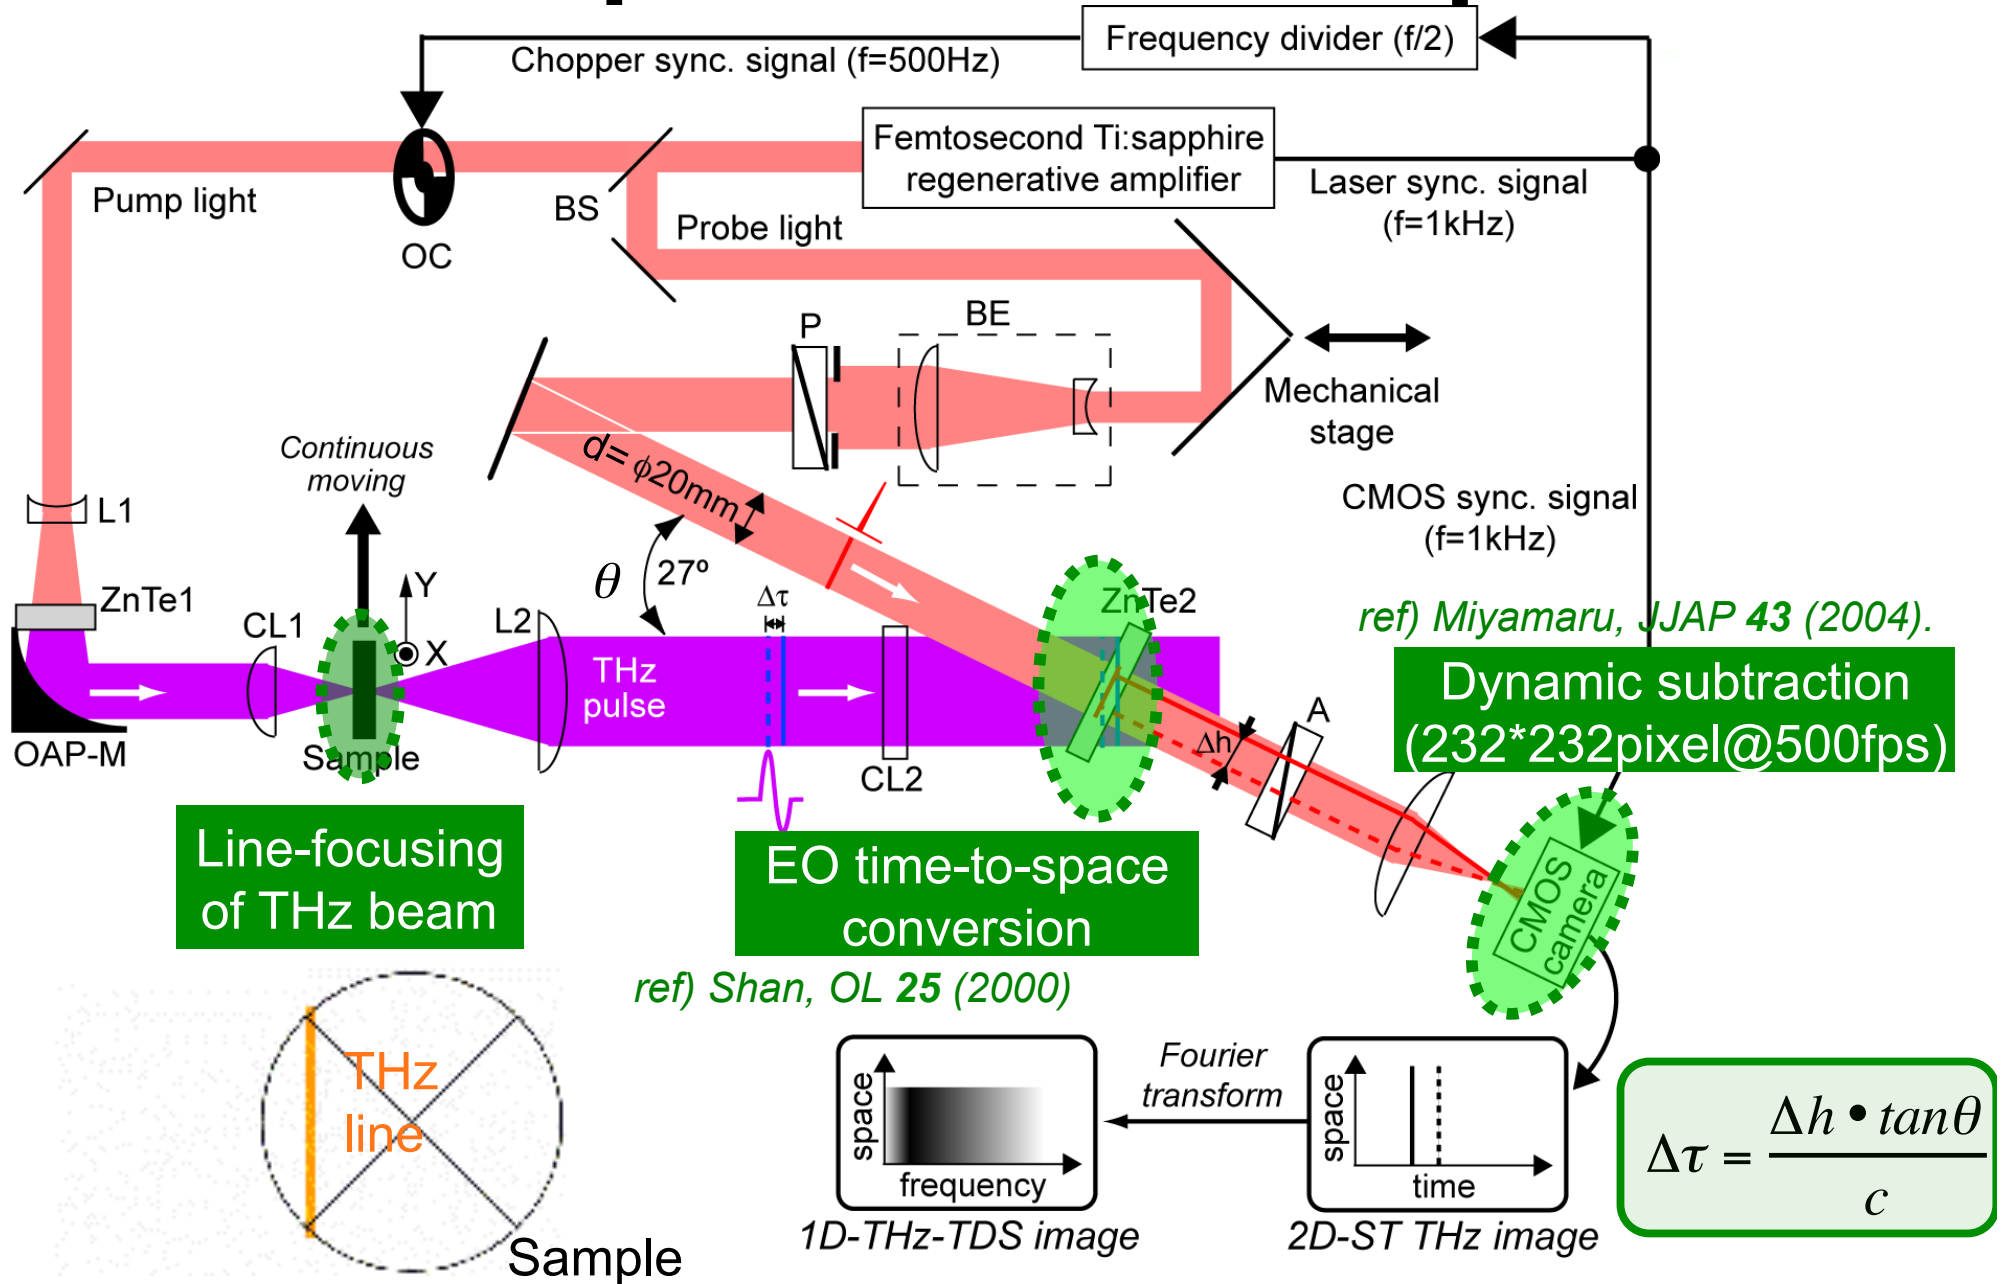 Frequency divider (f/2)
Chopper sync. signal (f=500Hz)
Femtosecond Ti:sapphire
regenerative amplifier
Laser sync. signal
(f=1kHz)
Pump light
OC
BS
Probe light
P
BE
Mechanical
stage
Continuous
moving
d= ϕ20mm
CMOS sync. signal
(f=1kHz)
L1
ZnTe1
θ
27º
Δτ
ZnTe2
CL1
Y
X
L2
THz
pulse
CL2
OAP-M
Sample
Δh
A
ref) Miyamaru, JJAP 43 (2004).
Dynamic subtraction
(232*232pixel@500fps)
CMOS
camera
Line-focusing
of THz beam
EO time-to-space
conversion
ref) Shan, OL 25 (2000)
THz
line
Sample
space
frequency
1D-THz-TDS image
Fourier
transform
space
time
2D-ST THz image
Δτ = Δh • tanθ / c